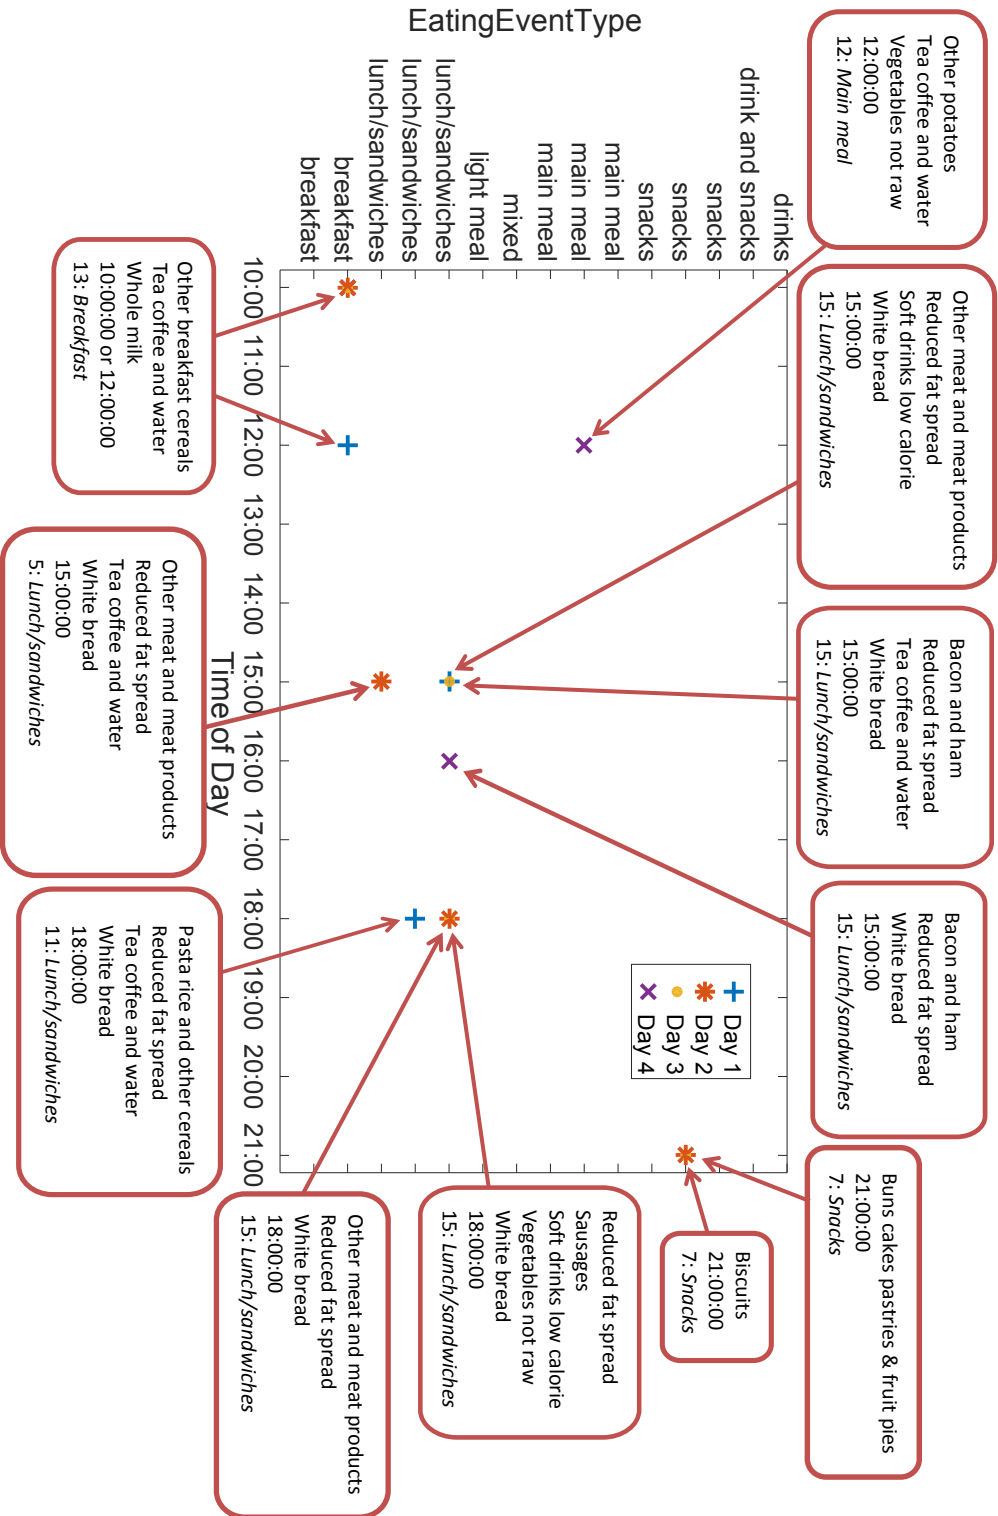 EatingEventType
Other potatoes
Tea coffee and water
Vegetables not raw
12:00:00
12: Main meal
Other meat and meat products
Reduced fat spread
Soft drinks low calorie
White bread
15:00:00
15: Lunch/sandwiches
Bacon and ham
Reduced fat spread
Tea coffee and water
White bread
15:00:00
15: Lunch/sandwiches
Bacon and ham
Reduced fat spread
White bread
15:00:00
15: Lunch/sandwiches
Buns cakes pastries & fruit pies
21:00:00
7: Snacks
Biscuits
21:00:00
7: Snacks
Reduced fat spread
Sausages
Soft drinks low calorie
Vegetables not raw
White bread
18:00:00
15: Lunch/sandwiches
Other meat and meat products
Reduced fat spread
White bread
18:00:00
15: Lunch/sandwiches
drinks
drink and snacks
snacks
snacks
snacks
main meal
main meal
main meal
mixed
light meal
lunch/sandwiches
lunch/sandwiches
lunch/sandwiches
breakfast
breakfast
Day 1
Day 2
Day 3
Day 4
10:00 11:00 12:00 13:00 14:00 15:00 16:00 17:00 18:00 19:00 20:00 21:00
Time of Day
Other breakfast cereals
Tea coffee and water
Whole milk
10:00:00 or 12:00:00
13: Breakfast
Other meat and meat products
Reduced fat spread
Tea coffee and water
White bread
15:00:00
5: Lunch/sandwiches
Pasta rice and other cereals
Reduced fat spread
Tea coffee and water
White bread
18:00:00
11: Lunch/sandwiches